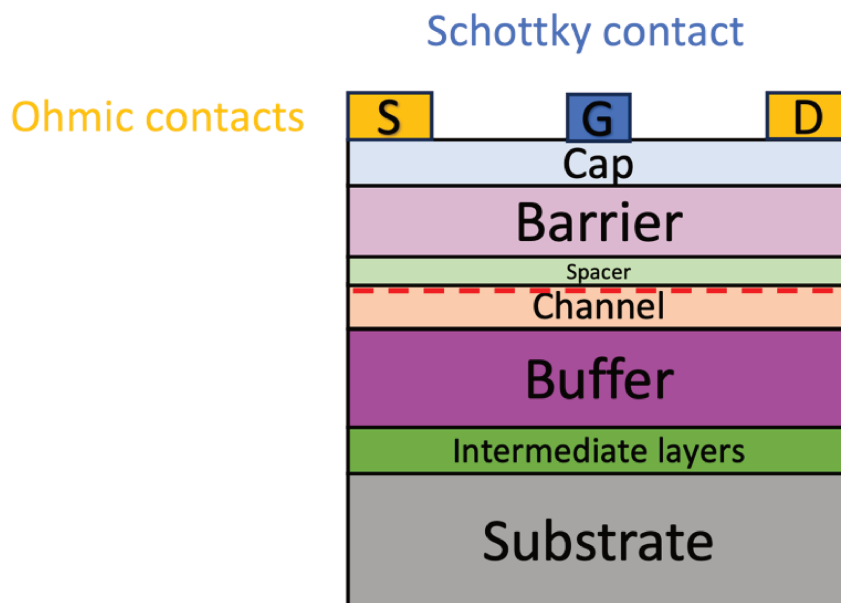 Schottky contact
Ohmic contacts
S
G
D
Cap
Barrier
Spacer
Channel
Buffer
Intermediate layers
Substrate